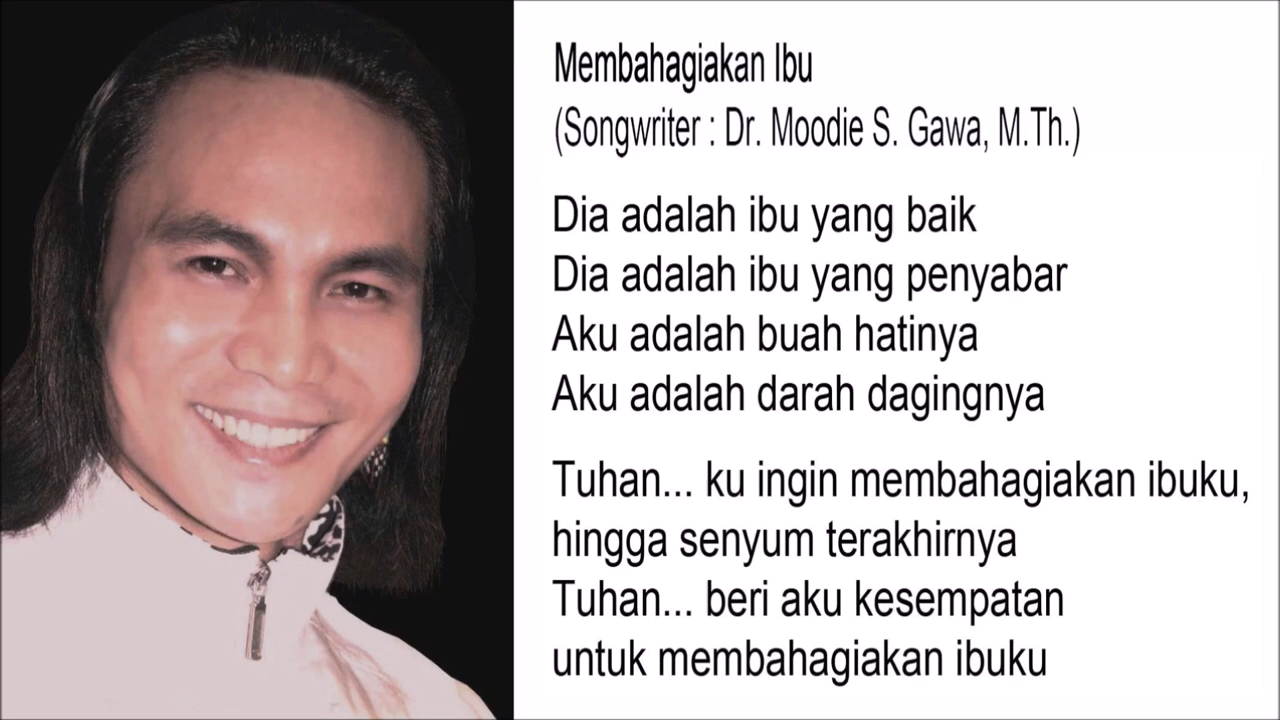 Membahagiakan Ibu
(Songwriter : Dr. Moodie S. Gawa, M.Th.)
Dia adalah ibu yang baik
Dia adalah ibu yang penyabar
Aku adalah buah hatinya
Aku adalah darah dagingnya
Tuhan... ku ingin membahagiakan ibuku,
hingga senyum terakhirnya
Tuhan... beri aku kesempatan
untuk membahagiakan ibuku